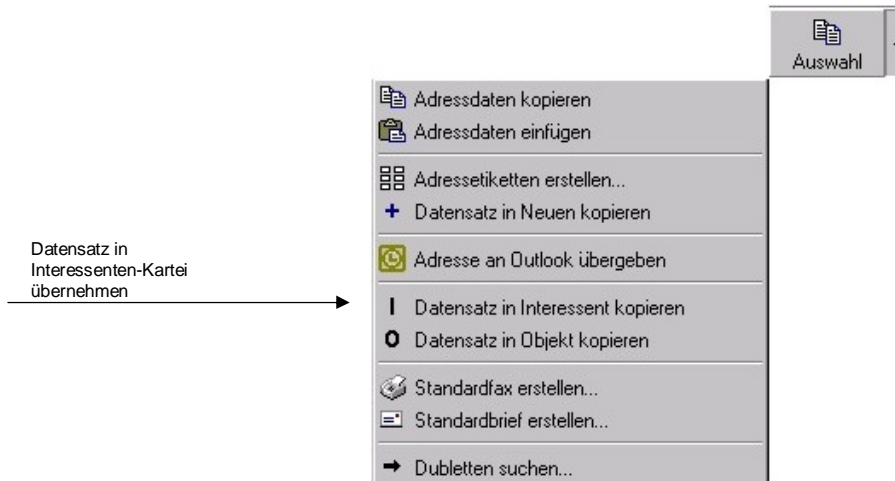 Auswahl
Adressdaten kopieren
Adressdaten einfügen
Adressetiketten erstellen...
Datensatz in Neuen kopieren
Adresse an Outlook übergeben
Datensatz in
Interessenten-Kartei
übernehmen
I Datensatz in Interessent kopieren
O Datensatz in Objekt kopieren
Standardfax erstellen...
Standardbrief erstellen...
Dubletten suchen...